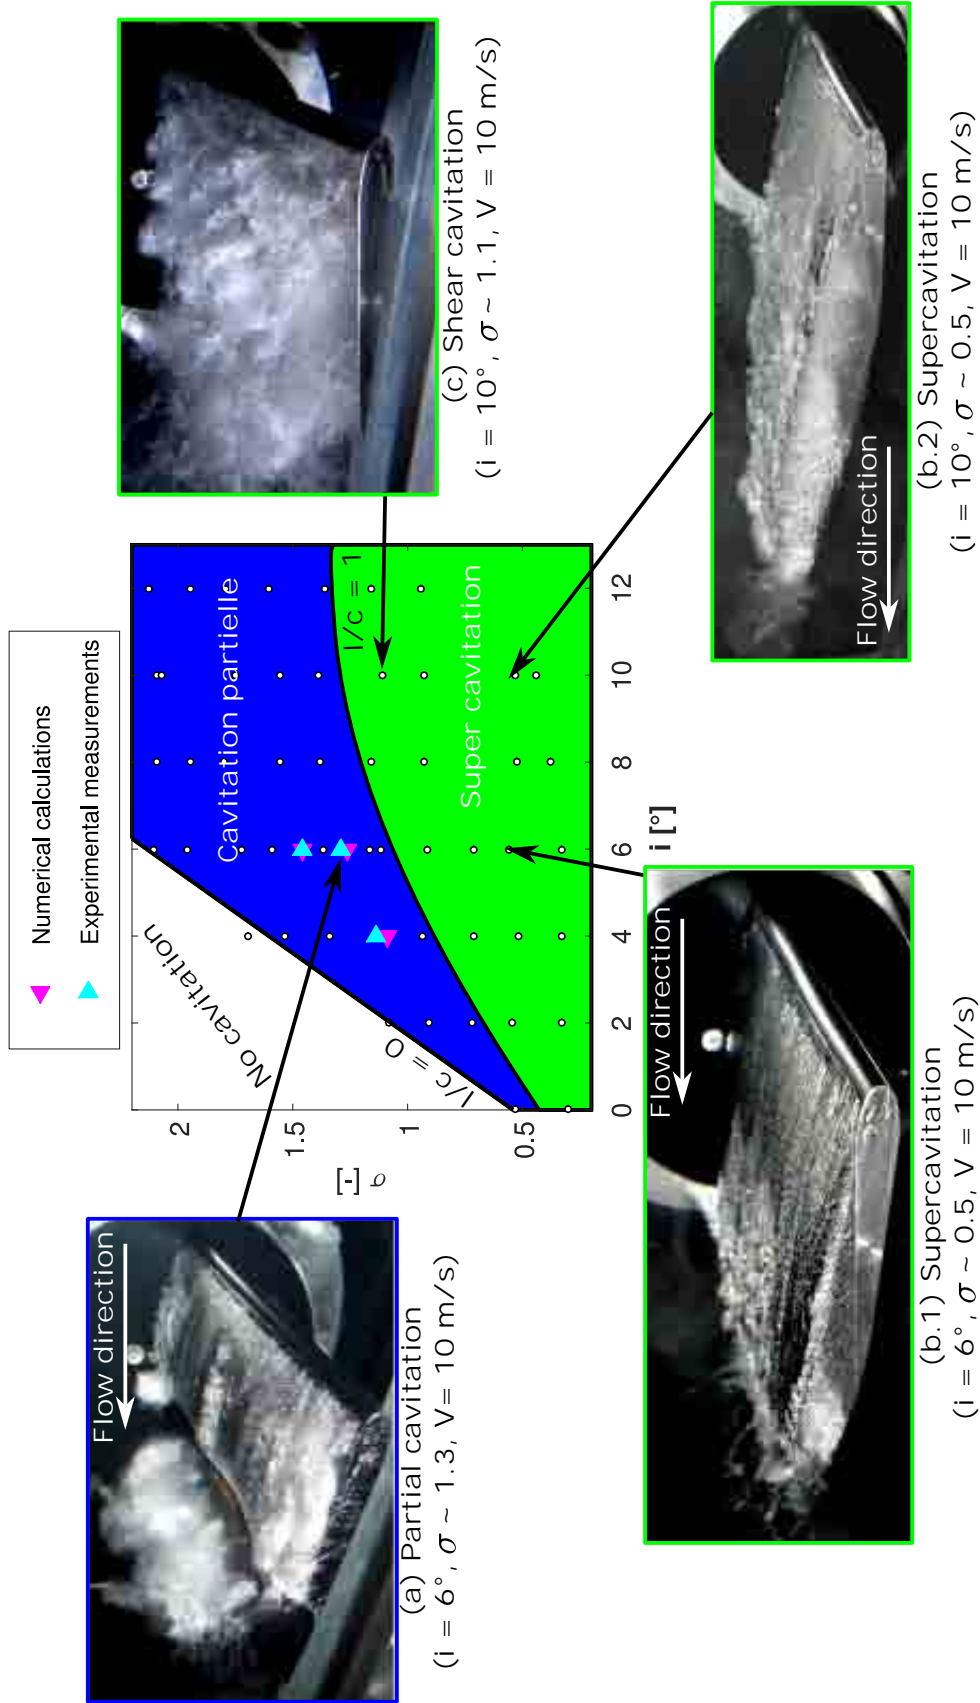 Numerical calculations
Experimental measurements
Flow direction
(a) Partial cavitation
(i = 6°, σ ~ 1.3, V= 10 m/s)
(c) Shear cavitation
(i = 10°, σ ~ 1.1, V = 10 m/s)
No cavitation
Cavitation partielle
l/c = 0
l/c = 1
Super cavitation
σ [-]
2
1.5
1
0.5
0
2
4
6
8
10
12
i [°]
Flow direction
(b.1) Supercavitation
(i = 6°, σ ~ 0.5, V = 10 m/s)
Flow direction
(b.2) Supercavitation
(i = 10°, σ ~ 0.5, V = 10 m/s)